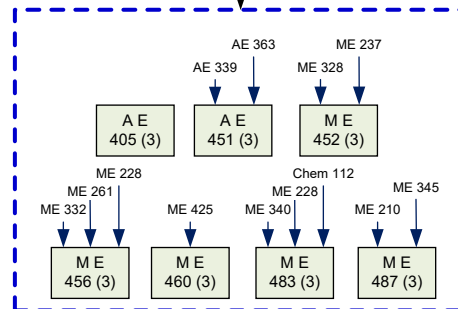 AE 363
ME 237
AE 339
ME 328
A E
405 (3)
A E
451 (3)
M E
452 (3)
Chem 112
ME 228
ME 345
ME 261
ME 228
ME 332
ME 425
ME 340
ME 210
M E
456 (3)
M E
460 (3)
M E
483 (3)
M E
487 (3)